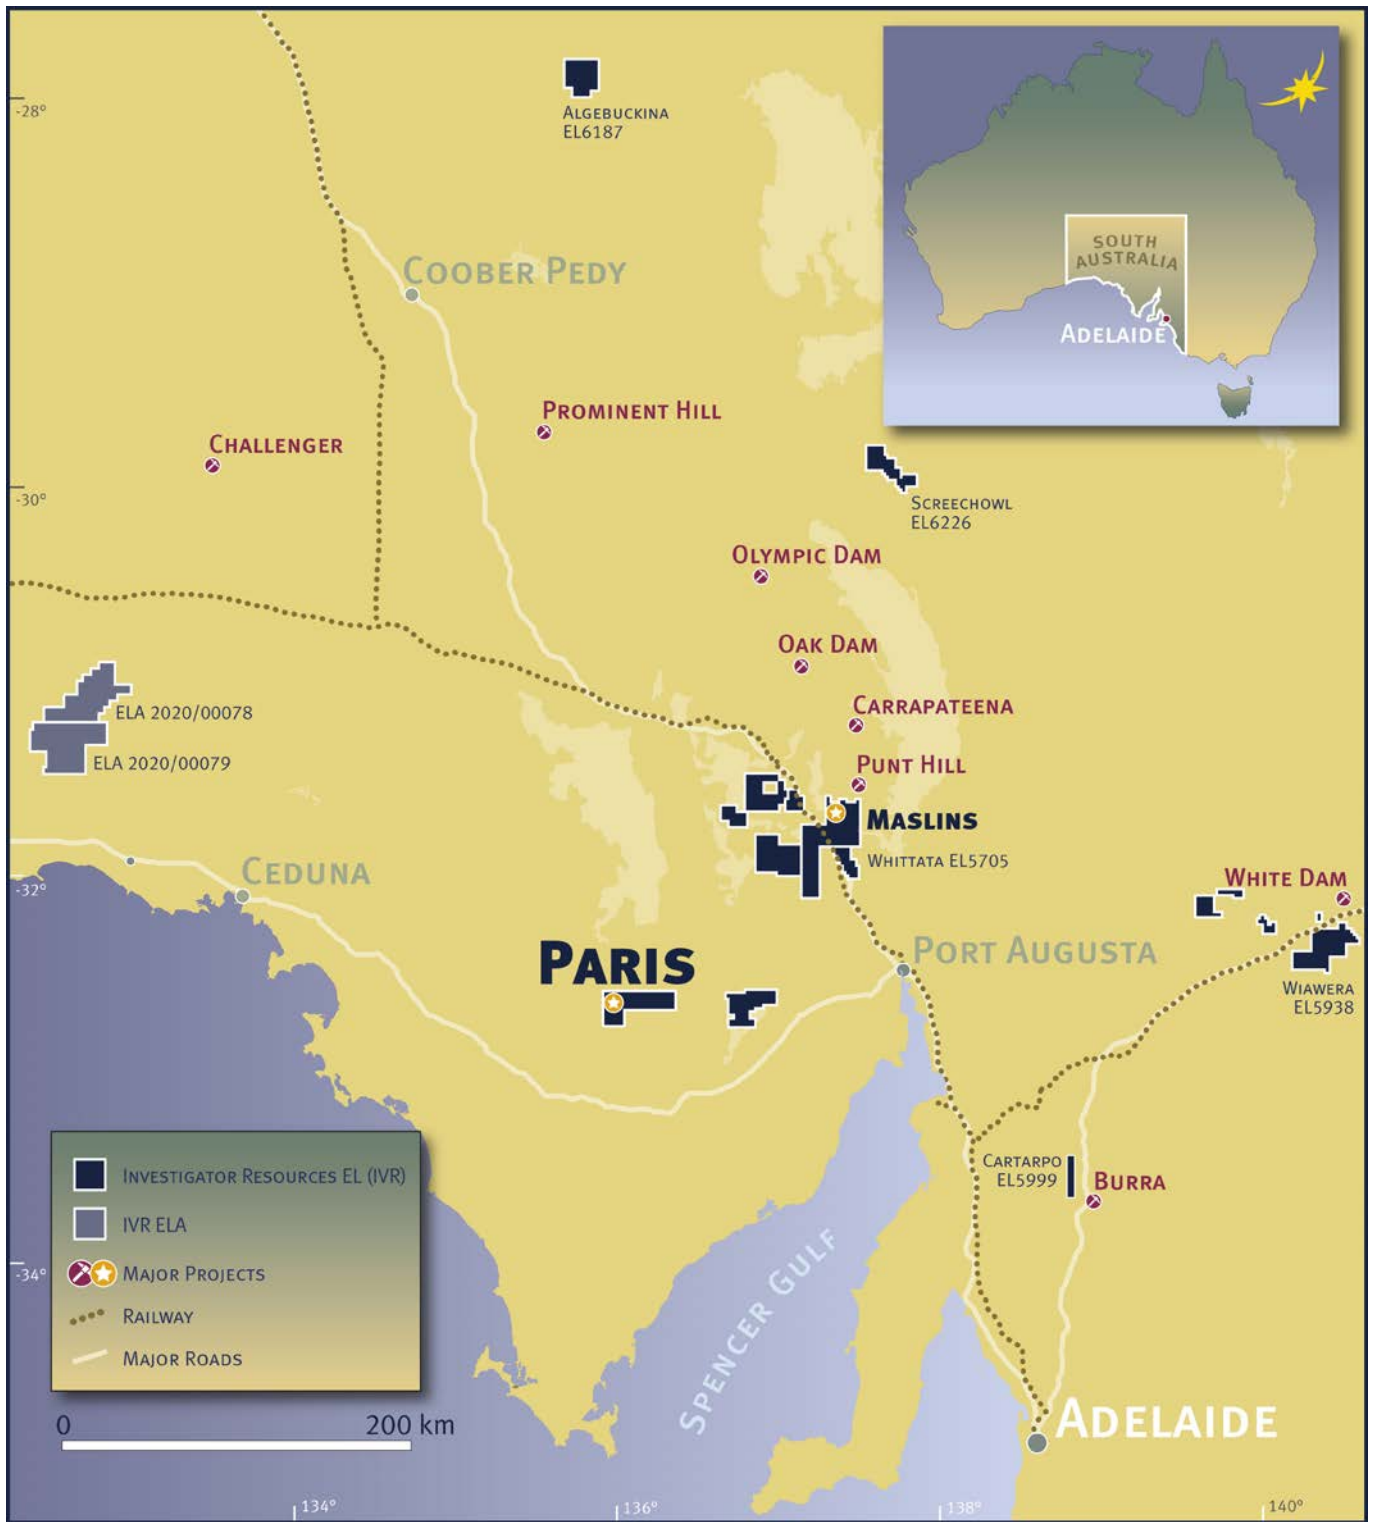 -28°
ALGEBUCKINA
EL6187
SOUTH
AUSTRALIA
ADELAIDE
COOBER PEDY
PROMINENT HILL
CHALLENGER
-30°
SCREECHOWL
EL6226
OLYMPIC DAM
OAK DAM
ELA 2020/00078
CARRAPATEENA
ELA 2020/00079
PUNT HILL
MASLINS
WHITTATA EL5705
CEDUNA
-32°
WHITE DAM
PARIS
PORT AUGUSTA
WIAWERA
EL5938
CARTARPO
EL5999
BURRA
INVESTIGATOR RESOURCES EL (IVR)
IVR ELA
-34°
MAJOR PROJECTS
RAILWAY
MAJOR ROADS
SPENCER GULF
0 200 km
ADELAIDE
134° 136° 138° 140°